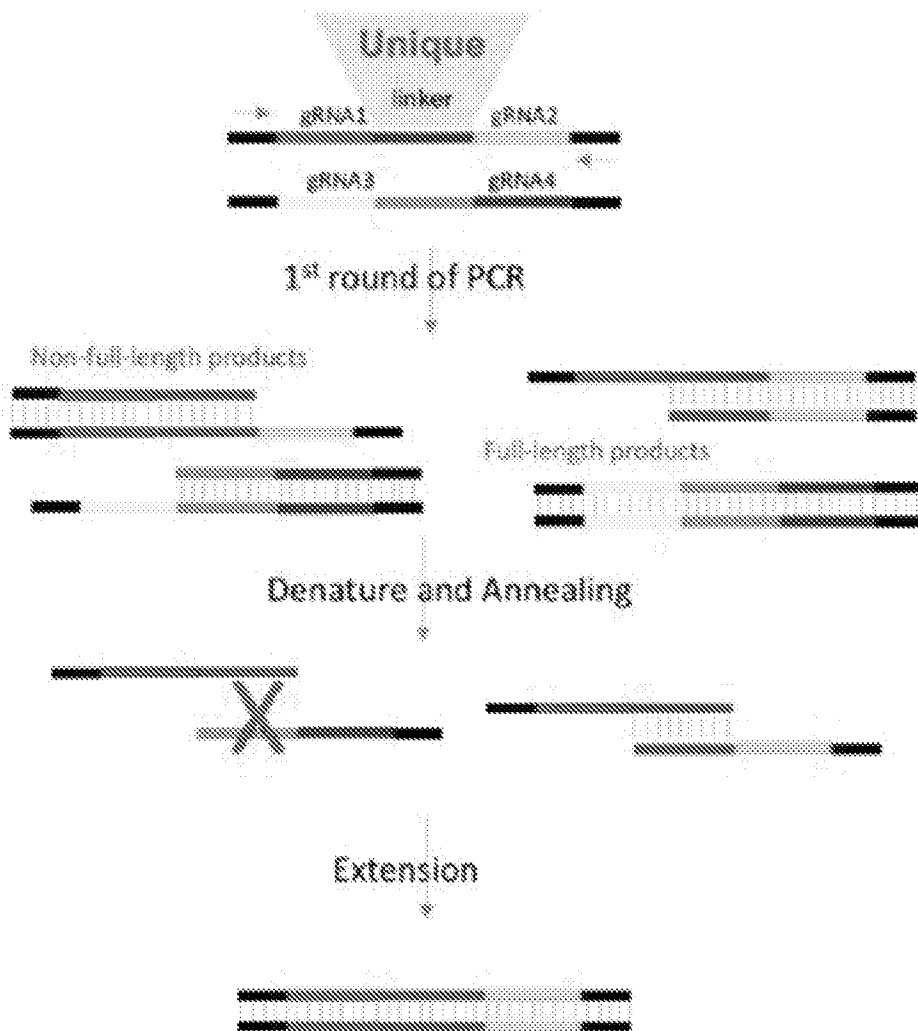 Unique
linker
gRNA1
gRNA2
gRNA3
gRNA4
1st round of PCR
Non-full-length products
Full-length products
Denature and Annealing
Extension